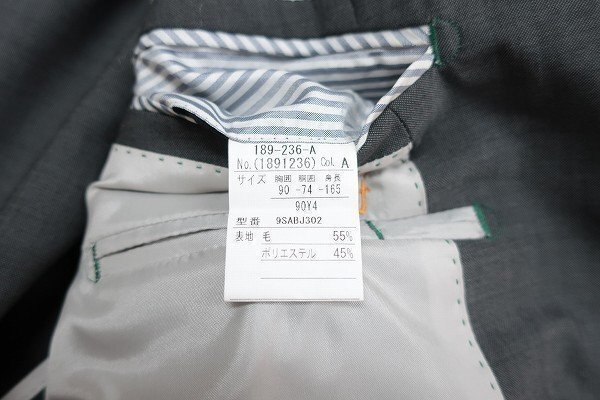 189-236-A
No.(1891236) Col. A
サイズ 胸囲 胴囲 身長
90 -74 -165
90Y4
型番 9SABJ302
表地 毛 55%
ポリエステル 45%